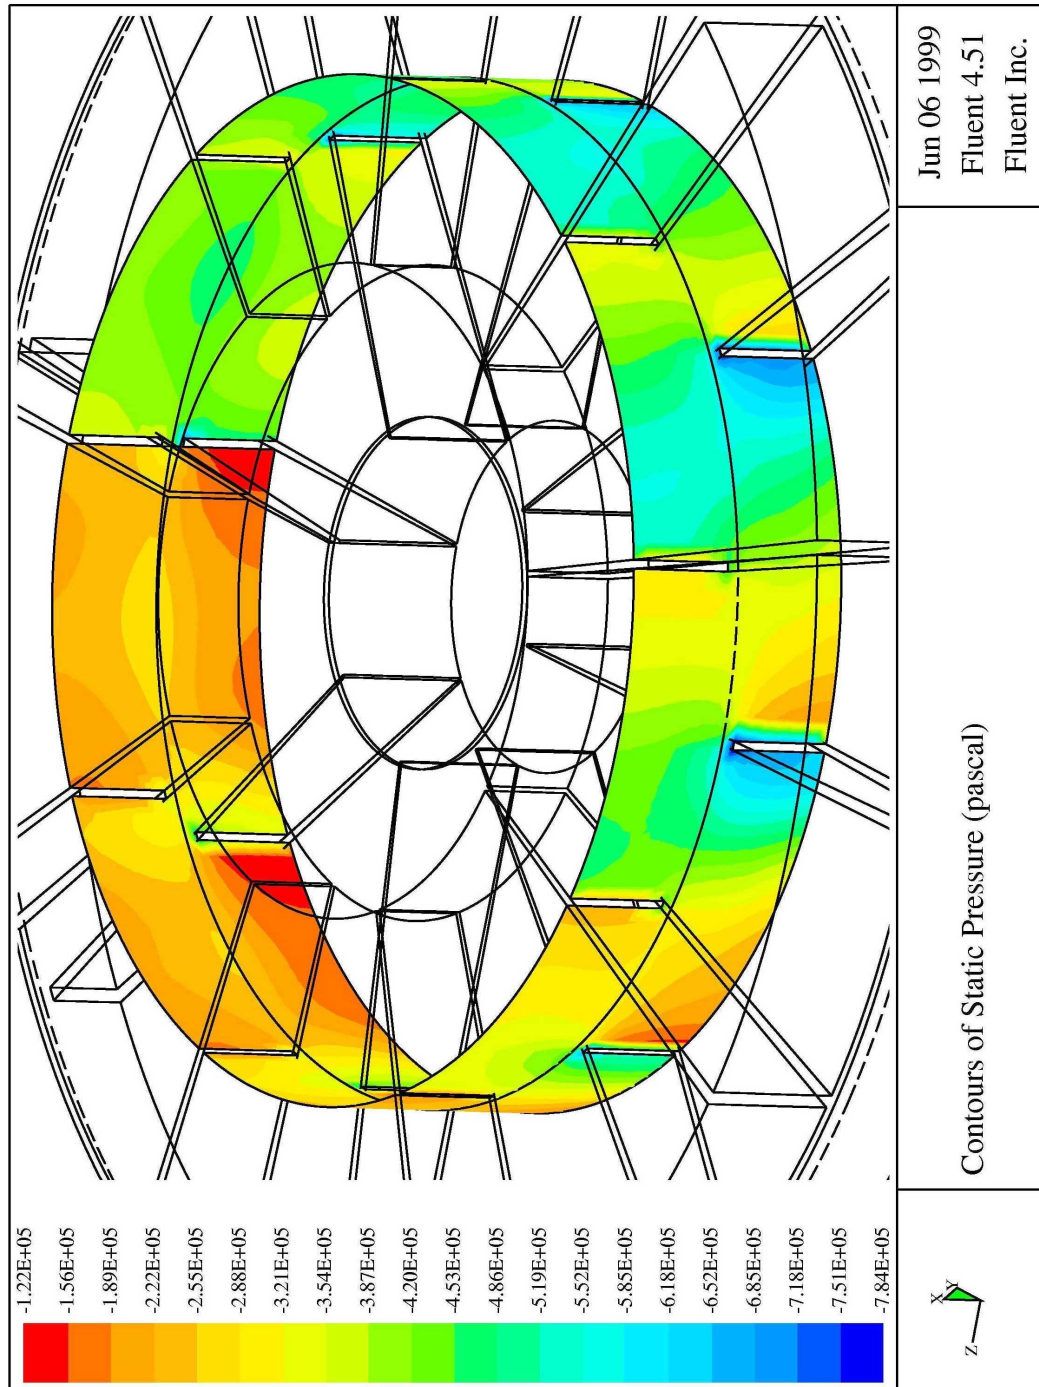 -1.22E+05
-1.56E+05
-1.89E+05
-2.22E+05
-2.55E+05
-2.88E+05
-3.21E+05
-3.54E+05
-3.87E+05
-4.20E+05
-4.53E+05
-4.86E+05
-5.19E+05
-5.52E+05
-5.85E+05
-6.18E+05
-6.52E+05
-6.85E+05
-7.18E+05
-7.51E+05
-7.84E+05
X
Y
Z
Contours of Static Pressure (pascal)
Jun 06 1999
Fluent 4.51
Fluent Inc.